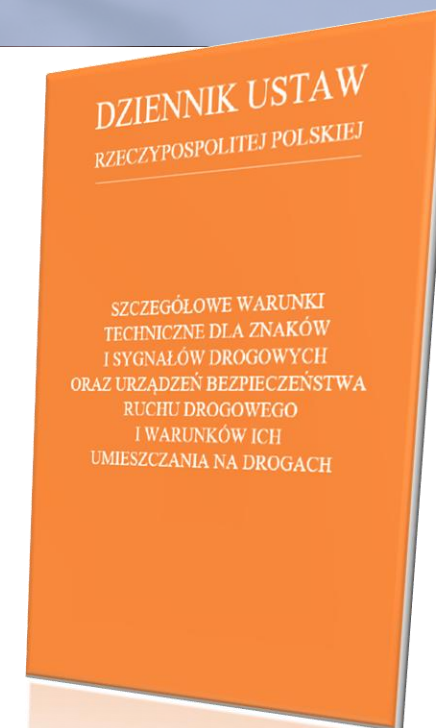 DZIENNIK USTAW
RZECZYPOSPOLITEJ POLSKIEJ
SZCZEGÓŁOWE WARUNKI
TECHNICZNE DLA ZNAKÓW
I SYGNAŁÓW DROGOWYCH
ORAZ URZĄDZEŃ BEZPIECZEŃSTWA
RUCHU DROGOWEGO
I WARUNKÓW ICH
UMIESZCZANIA NA DROGACH